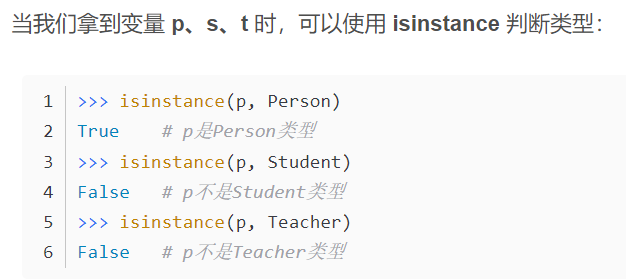 当我们拿到变量 p、s、t 时，可以使用 isinstance 判断类型：
1 >>> isinstance(p, Person)
2 True    # p是Person类型
3 >>> isinstance(p, Student)
4 False   # p不是Student类型
5 >>> isinstance(p, Teacher)
6 False   # p不是Teacher类型